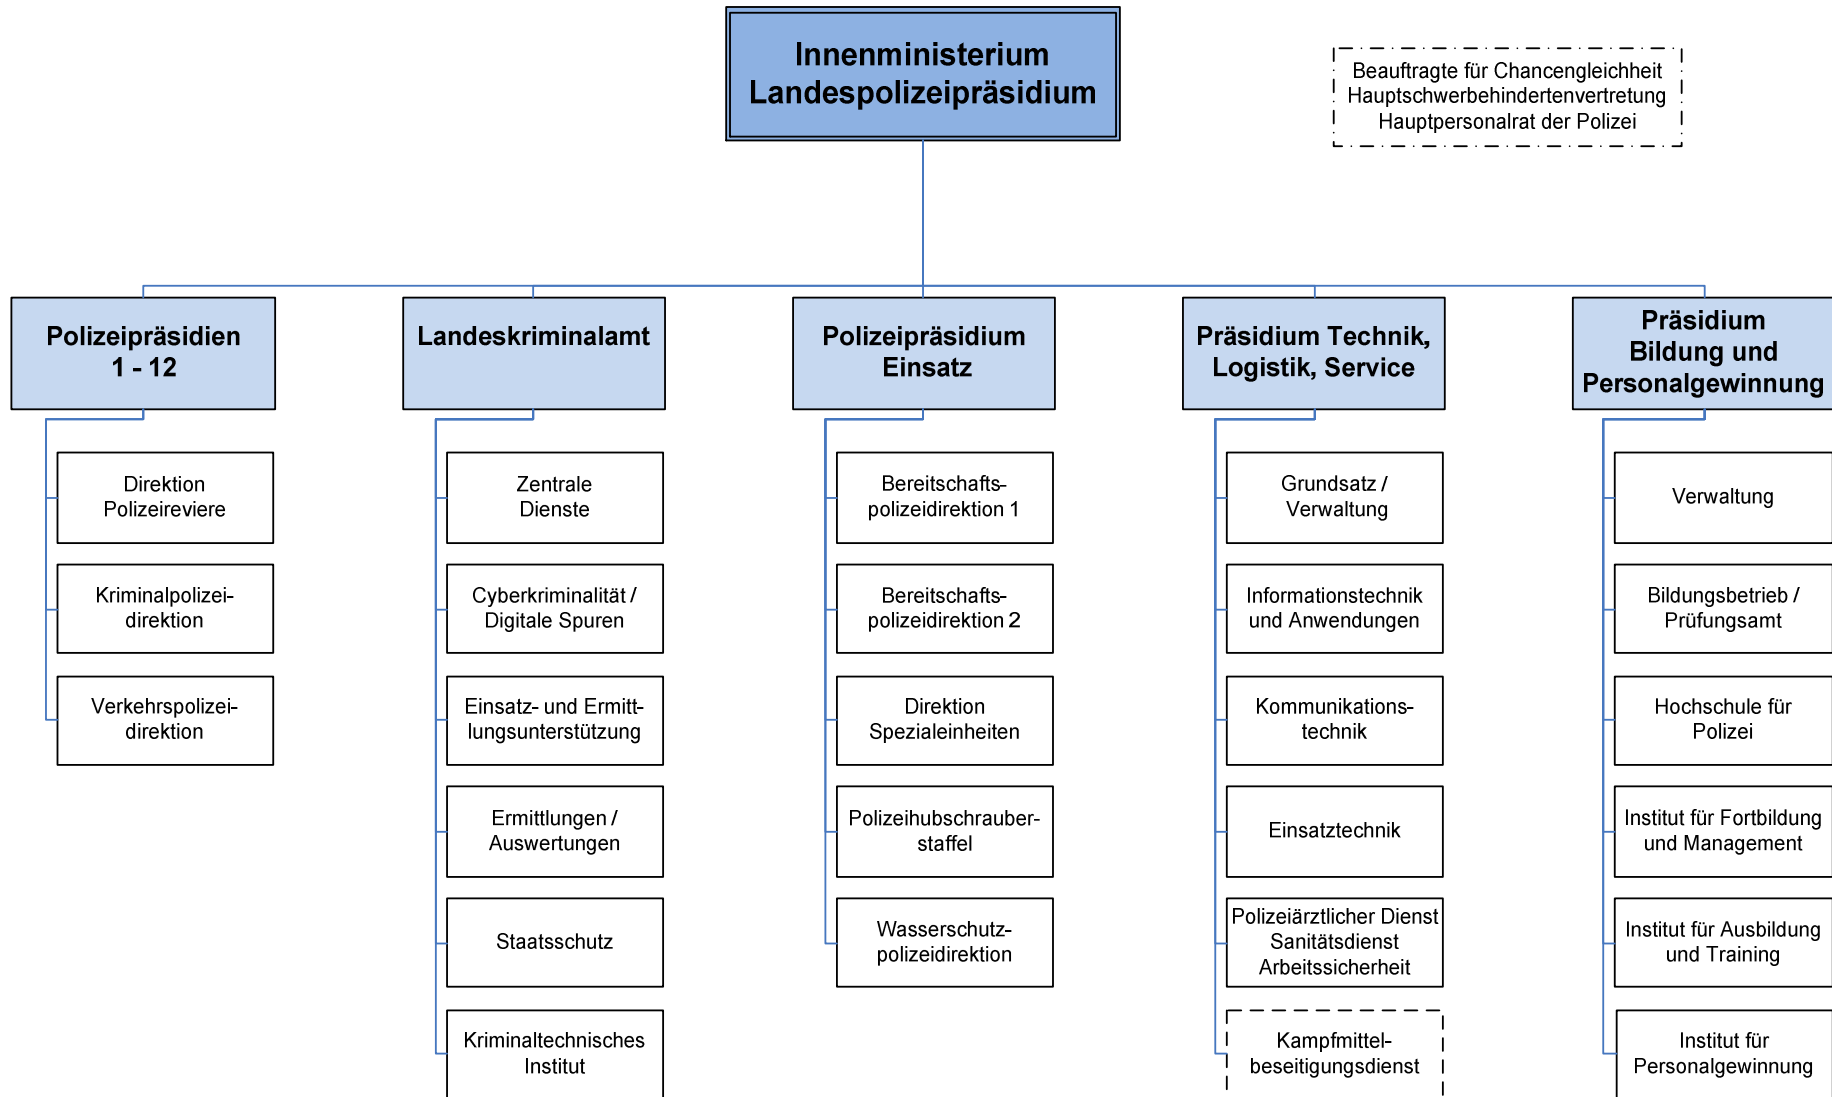 Innenministerium
Landespolizeipräsidium
Beauftragte für Chancengleichheit
Hauptschwerbehindertenvertretung
Hauptpersonalrat der Polizei
Polizeipräsidien
1 - 12
Direktion
Polizeireviere
Kriminalpolizei-
direktion
Verkehrspolizei-
direktion
Landeskriminalamt
Zentrale
Dienste
Cyberkriminalität /
Digitale Spuren
Einsatz- und Ermitt-
lungsunterstützung
Ermittlungen /
Auswertungen
Staatsschutz
Kriminaltechnisches
Institut
Polizeipräsidium
Einsatz
Bereitschafts-
polizeidirektion 1
Bereitschafts-
polizeidirektion 2
Direktion
Spezialeinheiten
Polizeihubschrauber-
staffel
Wasserschutz-
polizeidirektion
Präsidium Technik,
Logistik, Service
Grundsatz /
Verwaltung
Informationstechnik
und Anwendungen
Kommunikations-
technik
Einsatztechnik
Polizeiärztlicher Dienst
Sanitätsdienst
Arbeitssicherheit
Kampfmittel-
beseitigungsdienst
Präsidium
Bildung und
Personalgewinnung
Verwaltung
Bildungsbetrieb /
Prüfungsamt
Hochschule für
Polizei
Institut für Fortbildung
und Management
Institut für Ausbildung
und Training
Institut für
Personalgewinnung